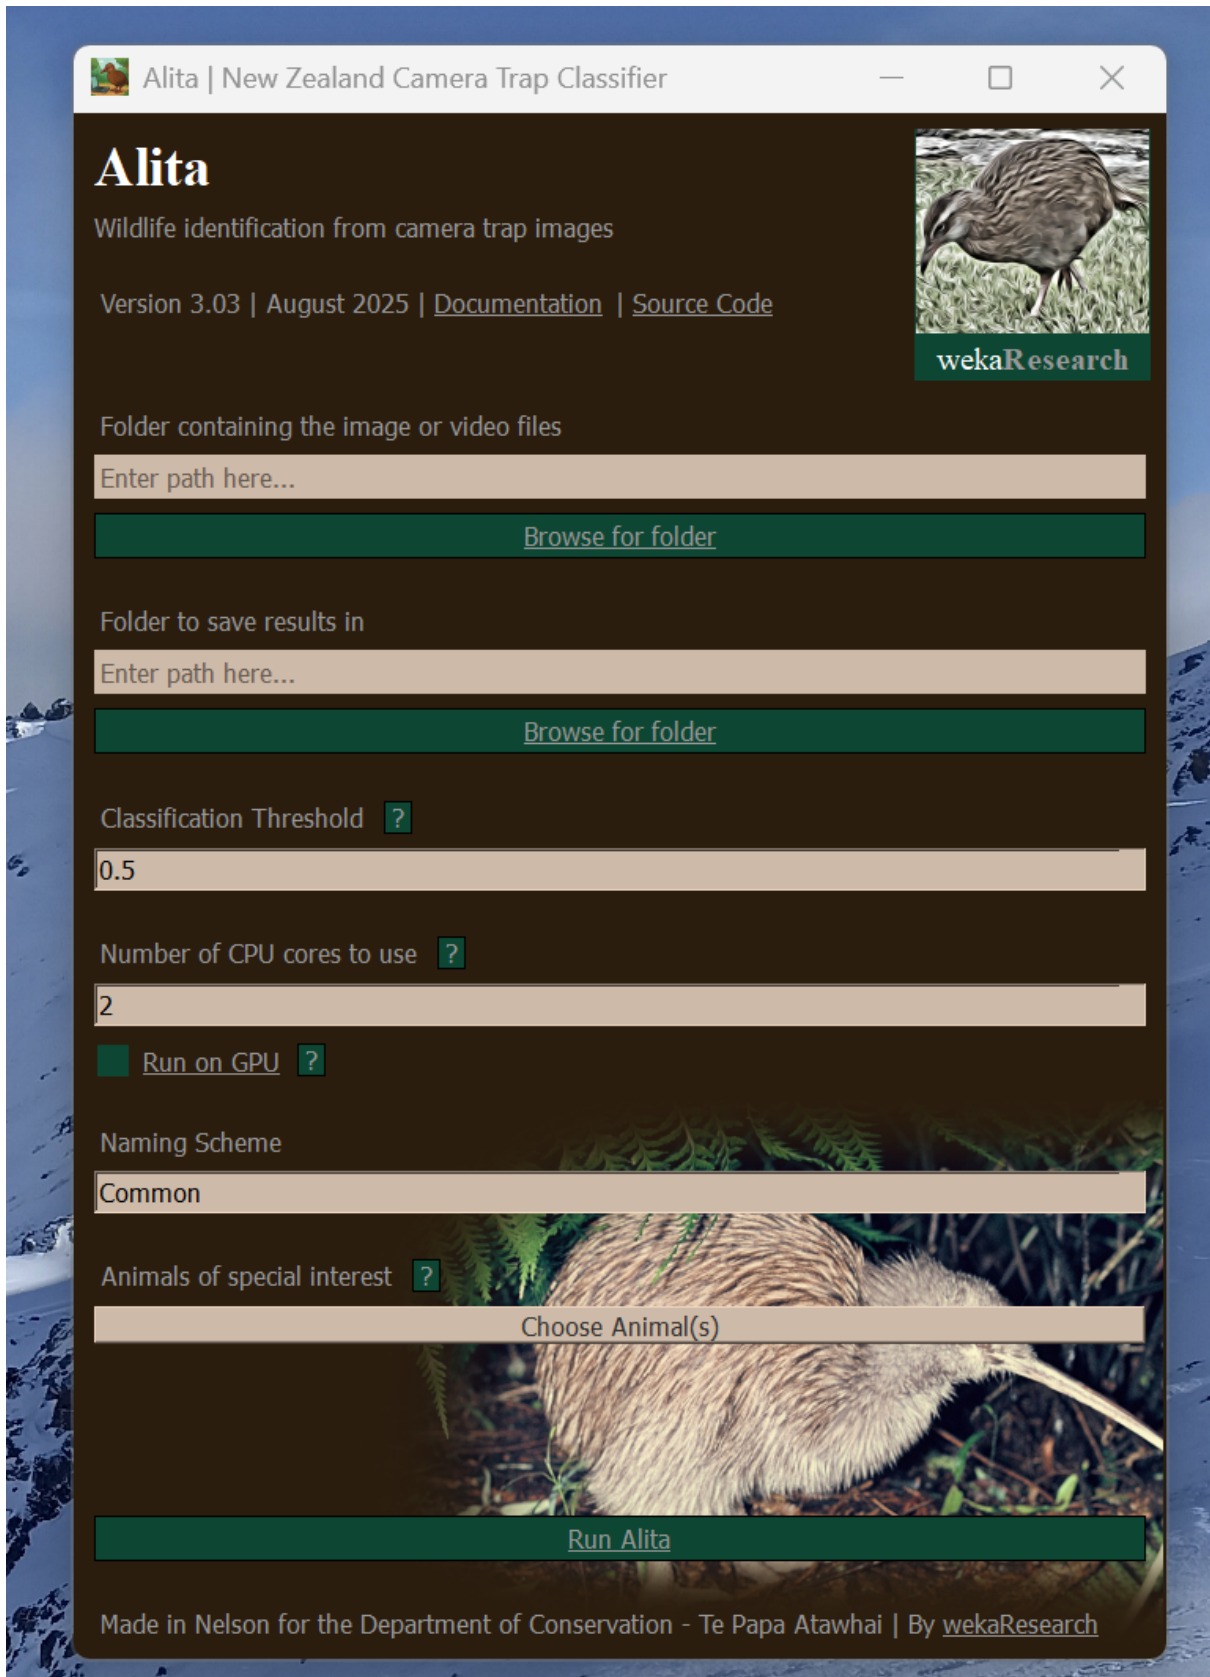 Alita | New Zealand Camera Trap Classifier
Alita
Wildlife identification from camera trap images
Version 3.03 | August 2025 | Documentation | Source Code
wekaResearch
Folder containing the image or video files
Enter path here...
Browse for folder
Folder to save results in
Enter path here...
Browse for folder
Classification Threshold ?
0.5
Number of CPU cores to use ?
2
Run on GPU ?
Naming Scheme
Common
Animals of special interest ?
Choose Animal(s)
Run Alita
Made in Nelson for the Department of Conservation - Te Papa Atawhai | By wekaResearch